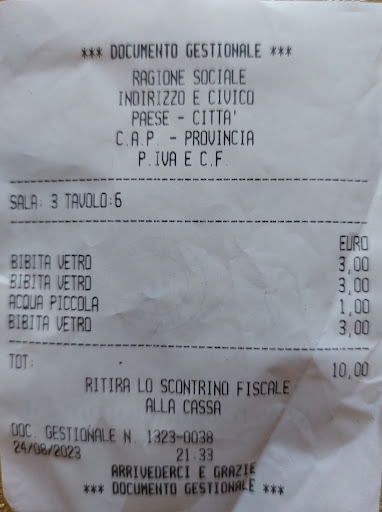 *** DOCUMENTO GESTIONALE ***
RAGIONE SOCIALE
INDIRIZZO E CIVICO
PAESE - CITTA'
C.A.P. - PROVINCIA
P.IVA E C.F.
SALA: 3 TAVOLO:6
EURO
BIBITA VETRO 3,00
BIBITA VETRO 3,00
ACQUA PICCOLA 1,00
BIBITA VETRO 3,00
TOT: 10,00
RITIRA LO SCONTRINO FISCALE
ALLA CASSA
DOC. GESTIONALE N. 1323-0038
24/08/2023 21:33
ARRIVEDERCI E GRAZIE
*** DOCUMENTO GESTIONALE ***